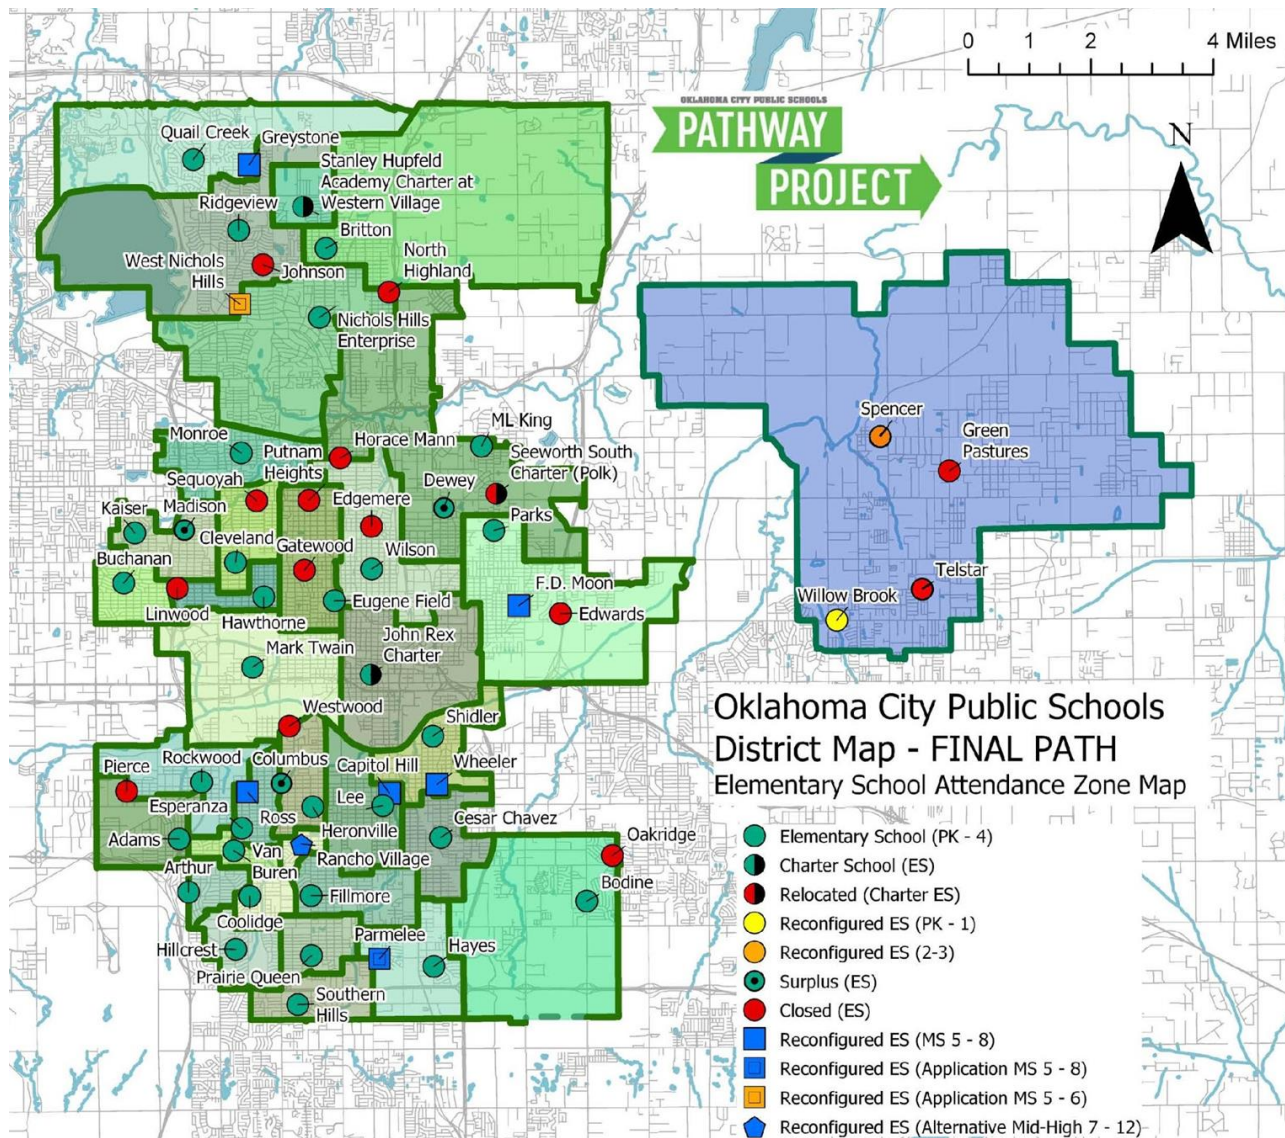 0 1 2 4 Miles
OKLAHOMA CITY PUBLIC SCHOOLS
PATHWAY
PROJECT
N
Quail Creek
Greystone
Stanley Hupfeld
Academy Charter at
Western Village
Ridgeview
Britton
West Nichols
Hills
Johnson
North
Highland
Nichols Hills
Enterprise
Monroe
Putnam
Heights
Horace Mann
ML King
Seeworth South
Charter (Polk)
Sequoyah
Edgemere
Dewey
Kaiser
Madison
Parks
Cleveland
Gatewood
Wilson
Buchanan
F.D. Moon
Linwood
Eugene Field
Edwards
Hawthorne
Mark Twain
John Rex
Charter
Westwood
Shidler
Spencer
Green
Pastures
Telstar
Willow Brook
Pierce
Rockwood
Columbus
Capitol Hill
Wheeler
Esperanza
Ross
Lee
Heronville
Cesar Chavez
Adams
Van
Buren
Rancho Village
Oakridge
Arthur
Bodine
Coolidge
Fillmore
Hillcrest
Parmelee
Hayes
Prairie Queen
Southern
Hills
Oklahoma City Public Schools
District Map - FINAL PATH
Elementary School Attendance Zone Map
Elementary School (PK - 4)
Charter School (ES)
Relocated (Charter ES)
Reconfigured ES (PK - 1)
Reconfigured ES (2-3)
Surplus (ES)
Closed (ES)
Reconfigured ES (MS 5 - 8)
Reconfigured ES (Application MS 5 - 8)
Reconfigured ES (Application MS 5 - 6)
Reconfigured ES (Alternative Mid-High 7 - 12)